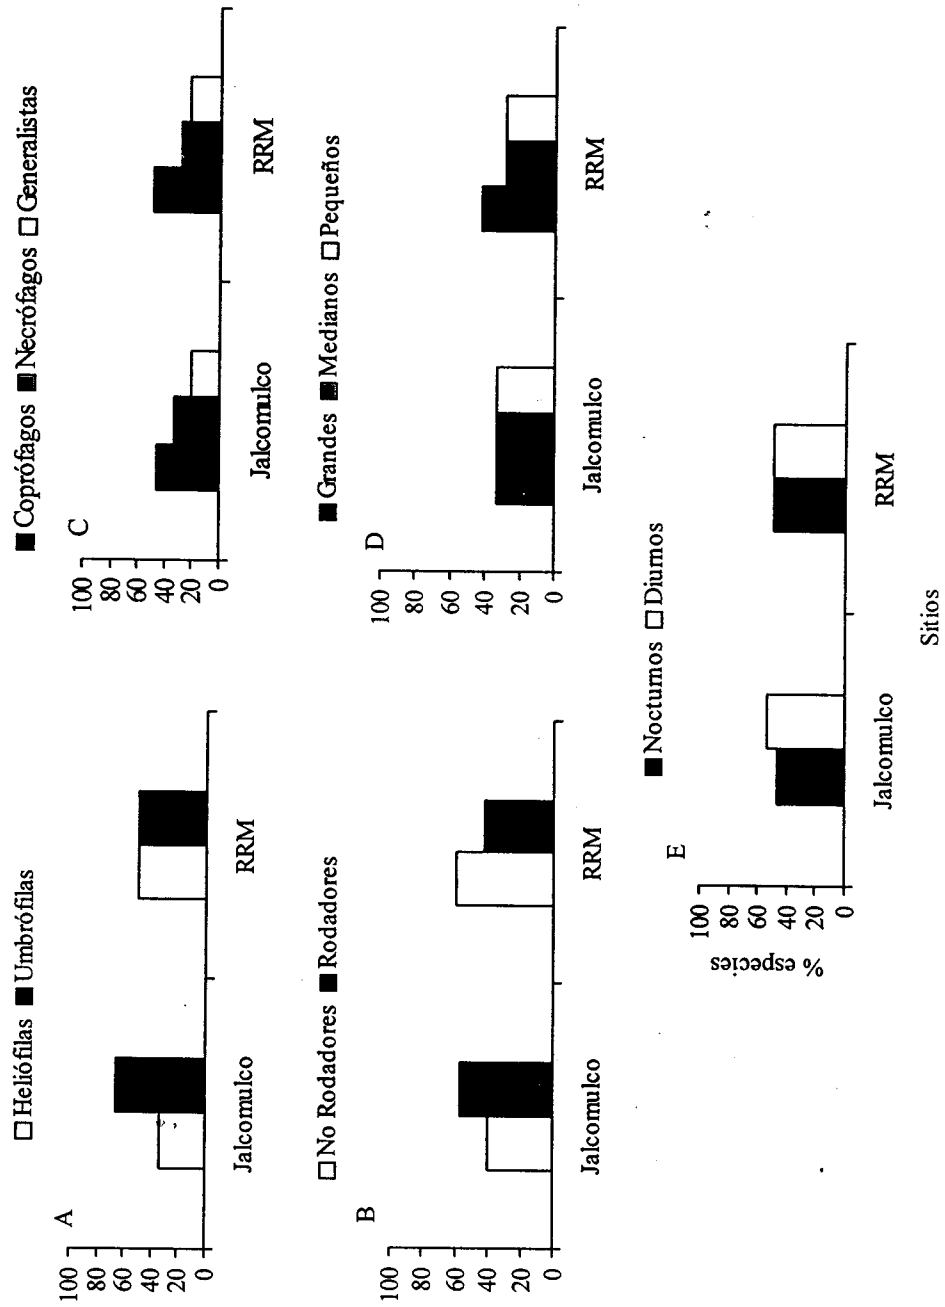 A
□ Heliófilas ■ Umbrófilas
100
80
60
40
20
0
Jalcomulco RRM
B
□ No Rodadores ■ Rodadores
100
80
60
40
20
0
Jalcomulco RRM
C
■ Coprófagos ■ Necrófagos □ Generalistas
100
80
60
40
20
0
Jalcomulco RRM
D
■ Grandes ■ Medianos □ Pequeños
100
80
60
40
20
0
Jalcomulco RRM
E
■ Nocturnos □ Diurnos
% especies
100
80
60
40
20
0
Jalcomulco RRM
Sitios